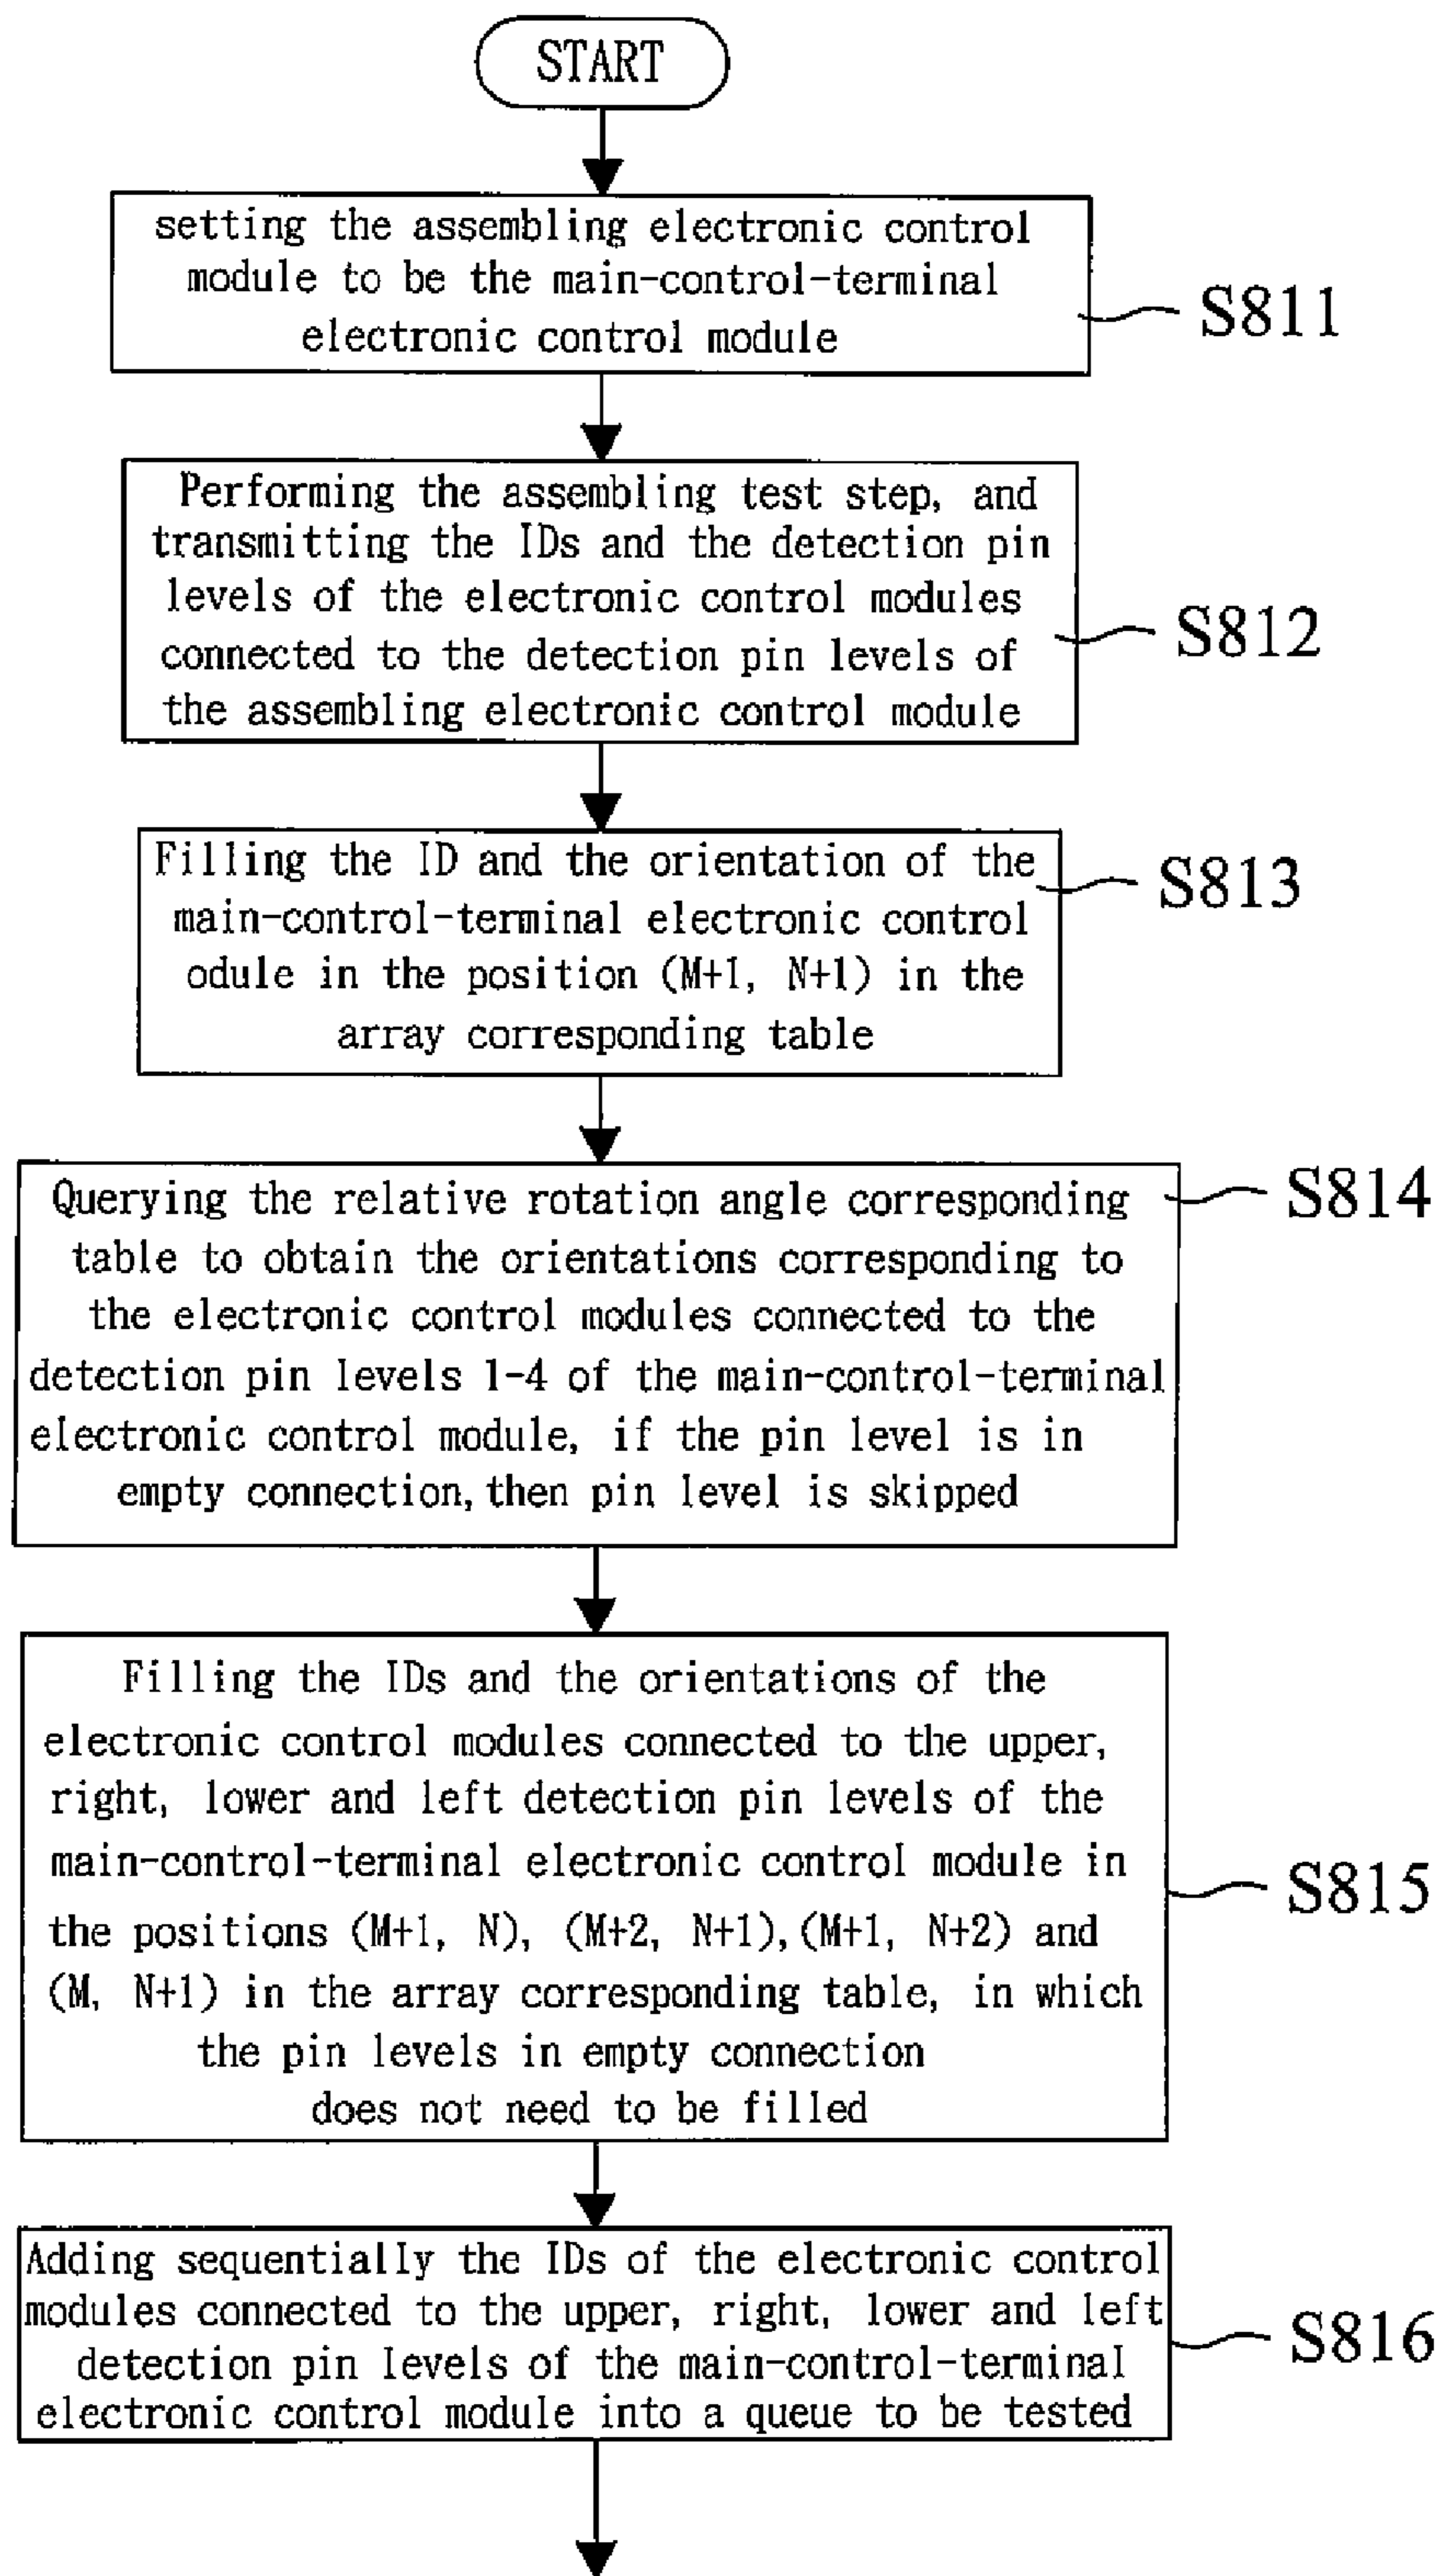 START
setting the assembling electronic control
module to be the main-control-terminal
electronic control module
S811
Performing the assembling test step, and
transmitting the IDs and the detection pin
levels of the electronic control modules
connected to the detection pin levels of
the assembling electronic control module
S812
Filling the ID and the orientation of the
main-control-terminal electronic control
odule in the position (M+1, N+1) in the
array corresponding table
S813
Querying the relative rotation angle corresponding
table to obtain the orientations corresponding to
the electronic control modules connected to the
detection pin levels 1-4 of the main-control-terminal
electronic control module, if the pin level is in
empty connection, then pin level is skipped
S814
Filling the IDs and the orientations of the
electronic control modules connected to the upper,
right, lower and left detection pin levels of the
main-control-terminal electronic control module in
the positions (M+1, N), (M+2, N+1), (M+1, N+2) and
(M, N+1) in the array corresponding table, in which
the pin levels in empty connection
does not need to be filled
S815
Adding sequentially the IDs of the electronic control
modules connected to the upper, right, lower and left
detection pin levels of the main-control-terminal
electronic control module into a queue to be tested
S816